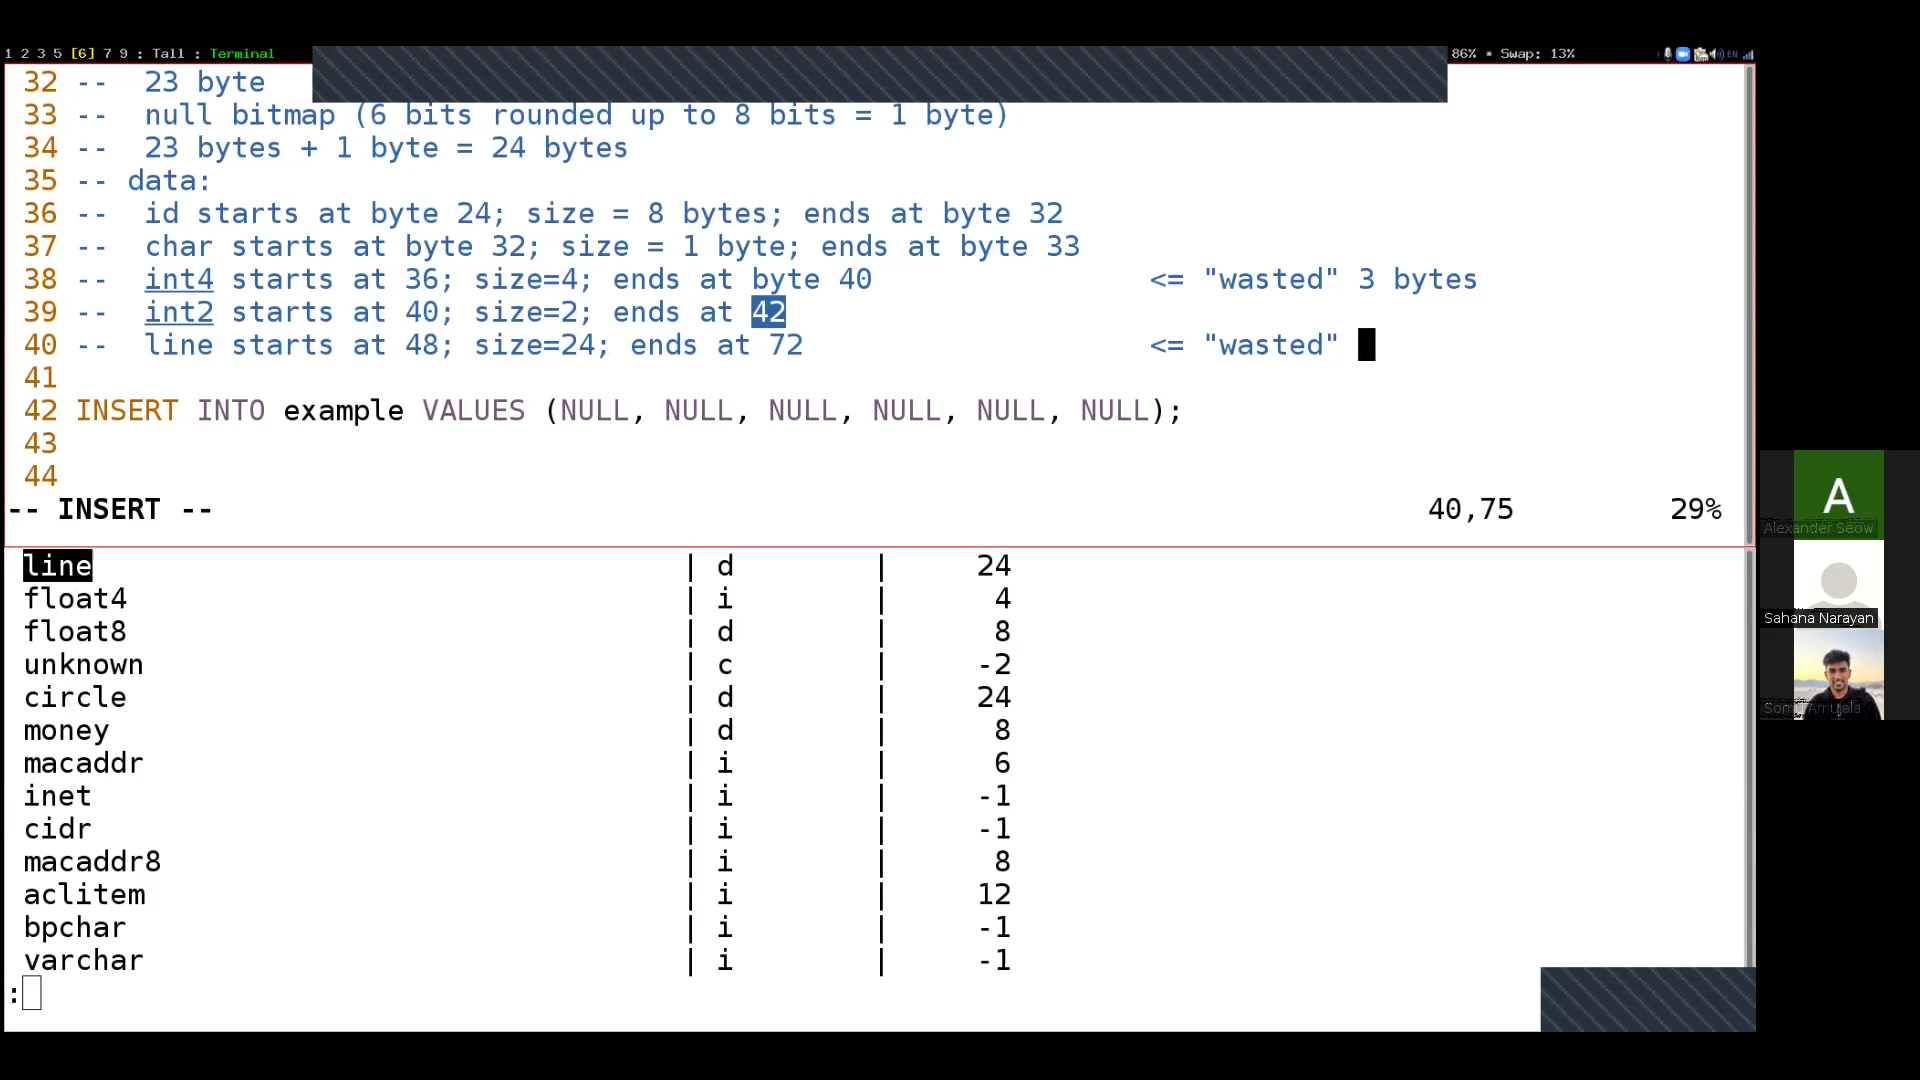 1 2 3 5 [6] 7 9 : Tall : Terminal
86% * Swap: 13%
EN
32 --  23 byte
33 --  null bitmap (6 bits rounded up to 8 bits = 1 byte)
34 --  23 bytes + 1 byte = 24 bytes
35 -- data:
36 --  id starts at byte 24; size = 8 bytes; ends at byte 32
37 --  char starts at byte 32; size = 1 byte; ends at byte 33
38 --  int4 starts at 36; size=4; ends at byte 40 <= "wasted" 3 bytes
39 --  int2 starts at 40; size=2; ends at 42
40 --  line starts at 48; size=24; ends at 72 <= "wasted"
41
42 INSERT INTO example VALUES (NULL, NULL, NULL, NULL, NULL, NULL);
43
44
-- INSERT -- 40,75 29%
line | d | 24
float4 | i | 4
float8 | d | 8
unknown | c | -2
circle | d | 24
money | d | 8
macaddr | i | 6
inet | i | -1
cidr | i | -1
macaddr8 | i | 8
aclitem | i | 12
bpchar | i | -1
varchar | i | -1
:
A
Alexander Seow
Sahana Narayan